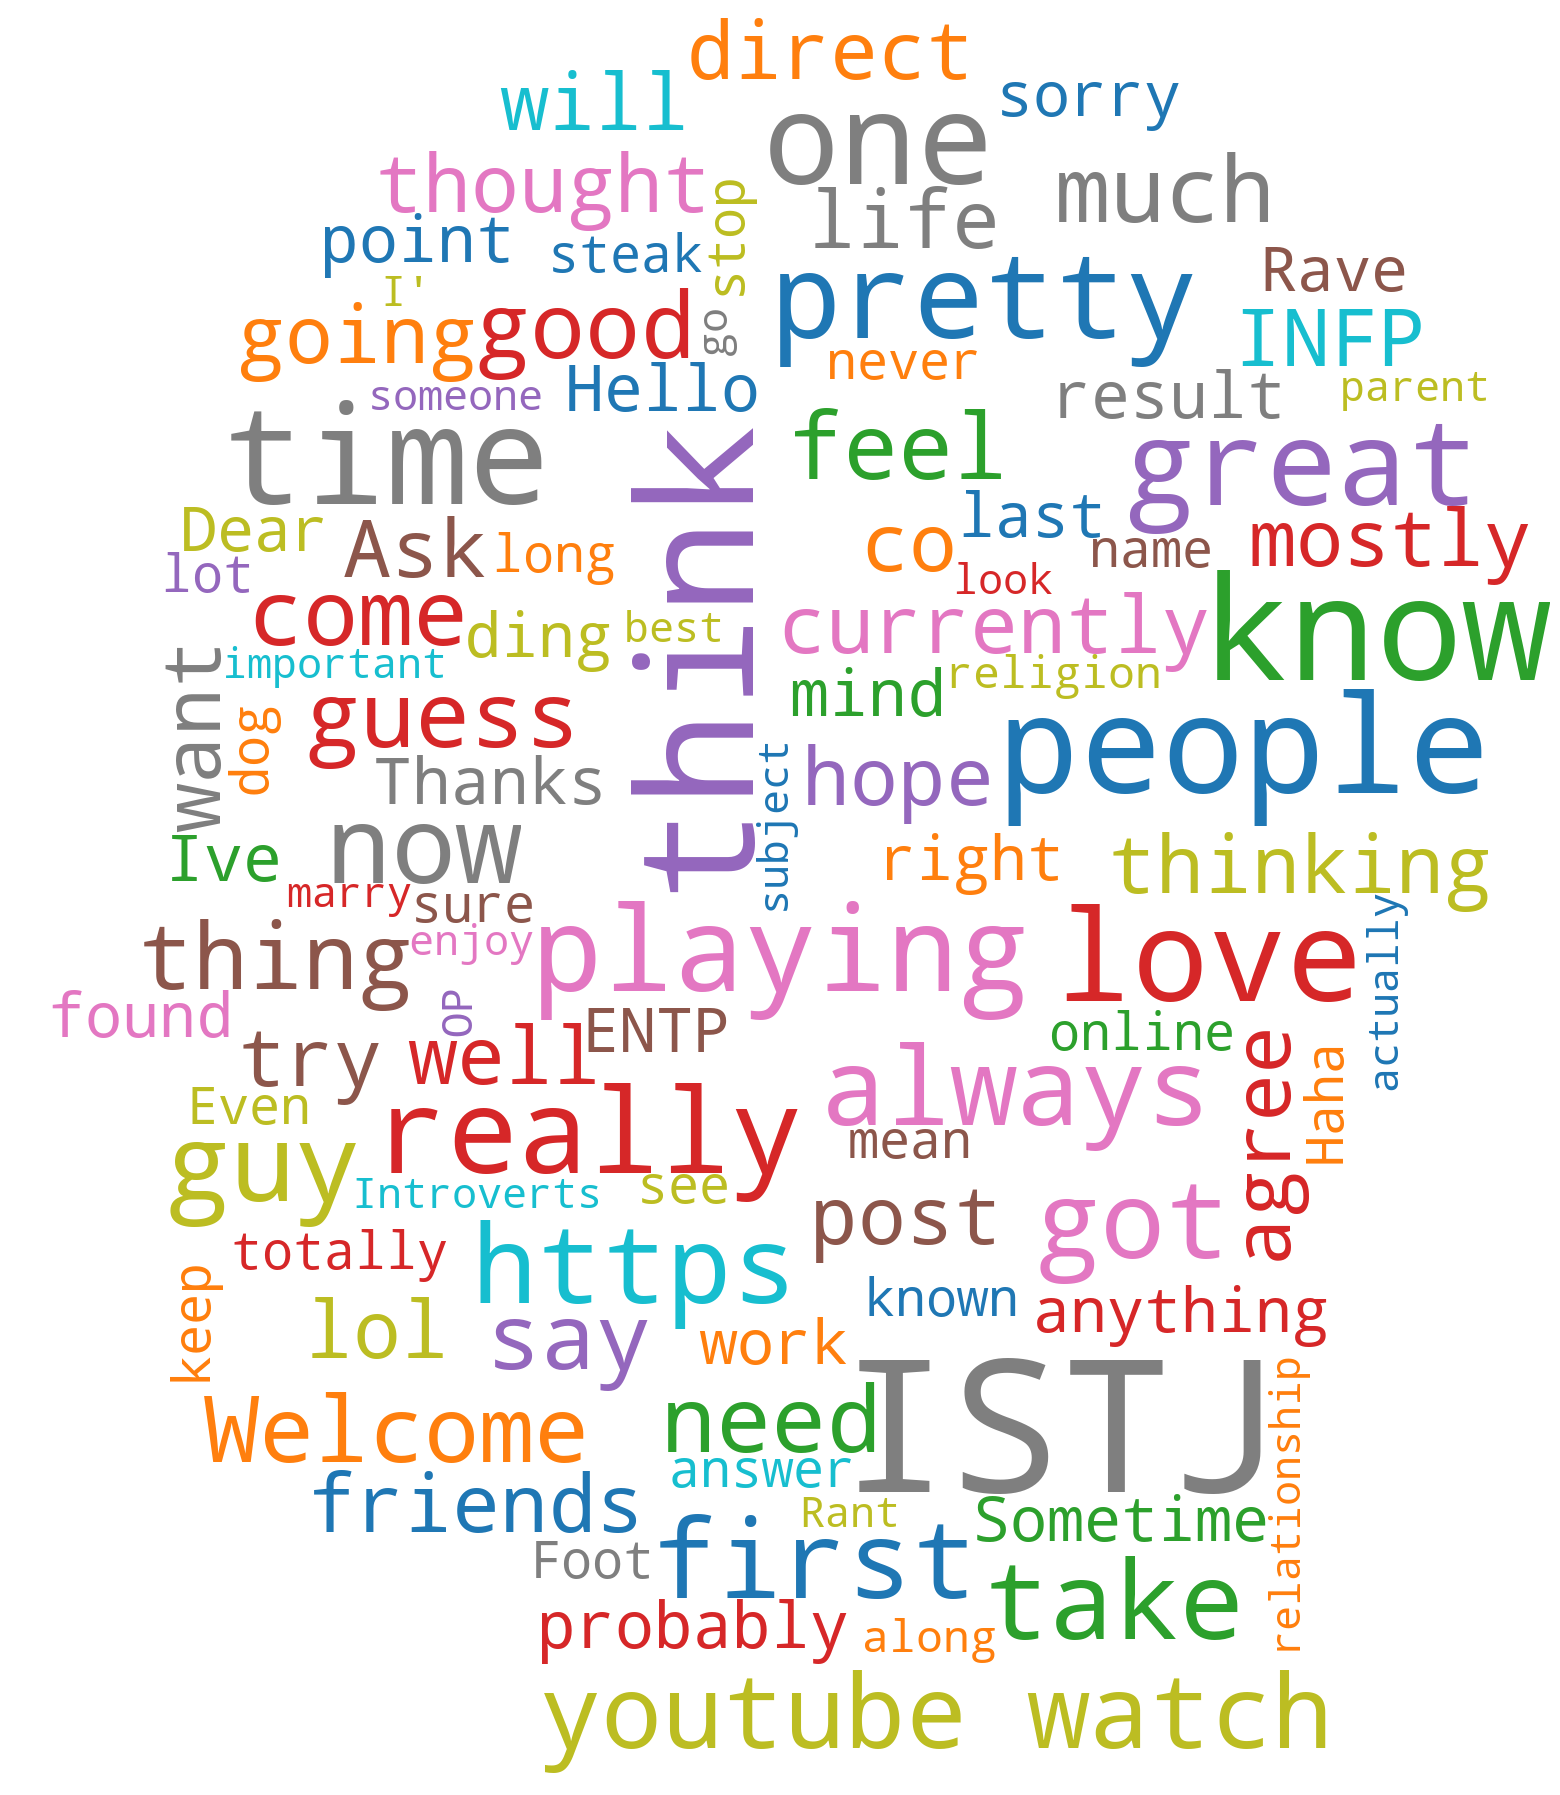 direct
will
sorry
one
thought
much
life
stop
point
steak
Rave
pretty
I'
going
good
go
INFP
never
someone
Hello
result
parent
time
think
feel
great
Dear
Ask
long
co
last
name
mostly
lot
look
come
ding
best
currently
know
want
important
mind
religion
dog
guess
people
Thanks
subject
hope
now
Ive
right
thinking
marry
sure
thing
enjoy
playing
love
actually
found
OP
try
well
ENTP
online
always
agree
Haha
Even
really
mean
guy
Introverts
see
post
got
totally
https
keep
known
anything
lol
say
work
ISTJ
relationship
Welcome
need
answer
friends
Rant
Sometime
first
Foot
take
probably
along
youtube watch